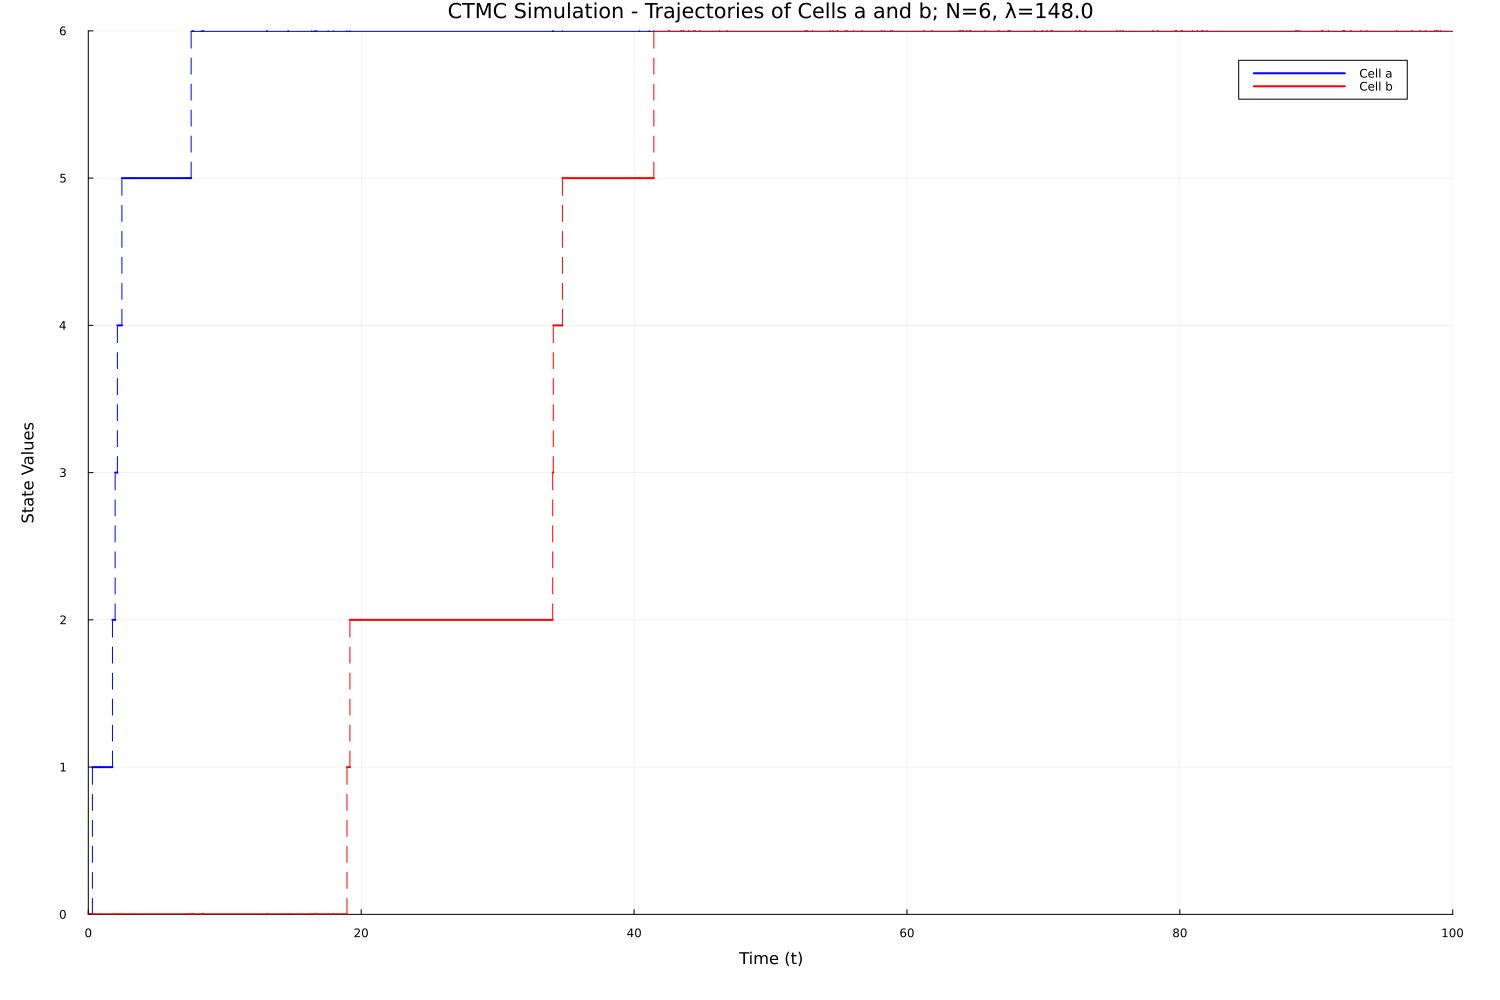 CTMC Simulation - Trajectories of Cells a and b; N=6, λ=148.0
Cell a
Cell b
State Values
6
5
4
3
2
1
0
0 20 40 60 80 100
Time (t)